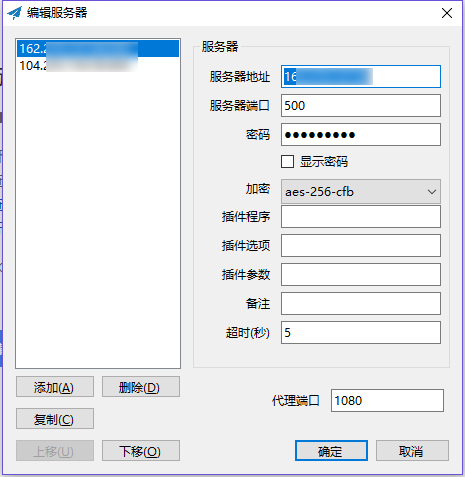 编辑服务器
162.2
104.2
服务器
服务器地址 16
服务器端口 500
密码 ●●●●●●●●●
显示密码
加密 aes-256-cfb
插件程序
插件选项
插件参数
备注
超时(秒) 5
添加(A) 删除(D)
代理端口 1080
复制(C)
上移(U) 下移(O) 确定 取消